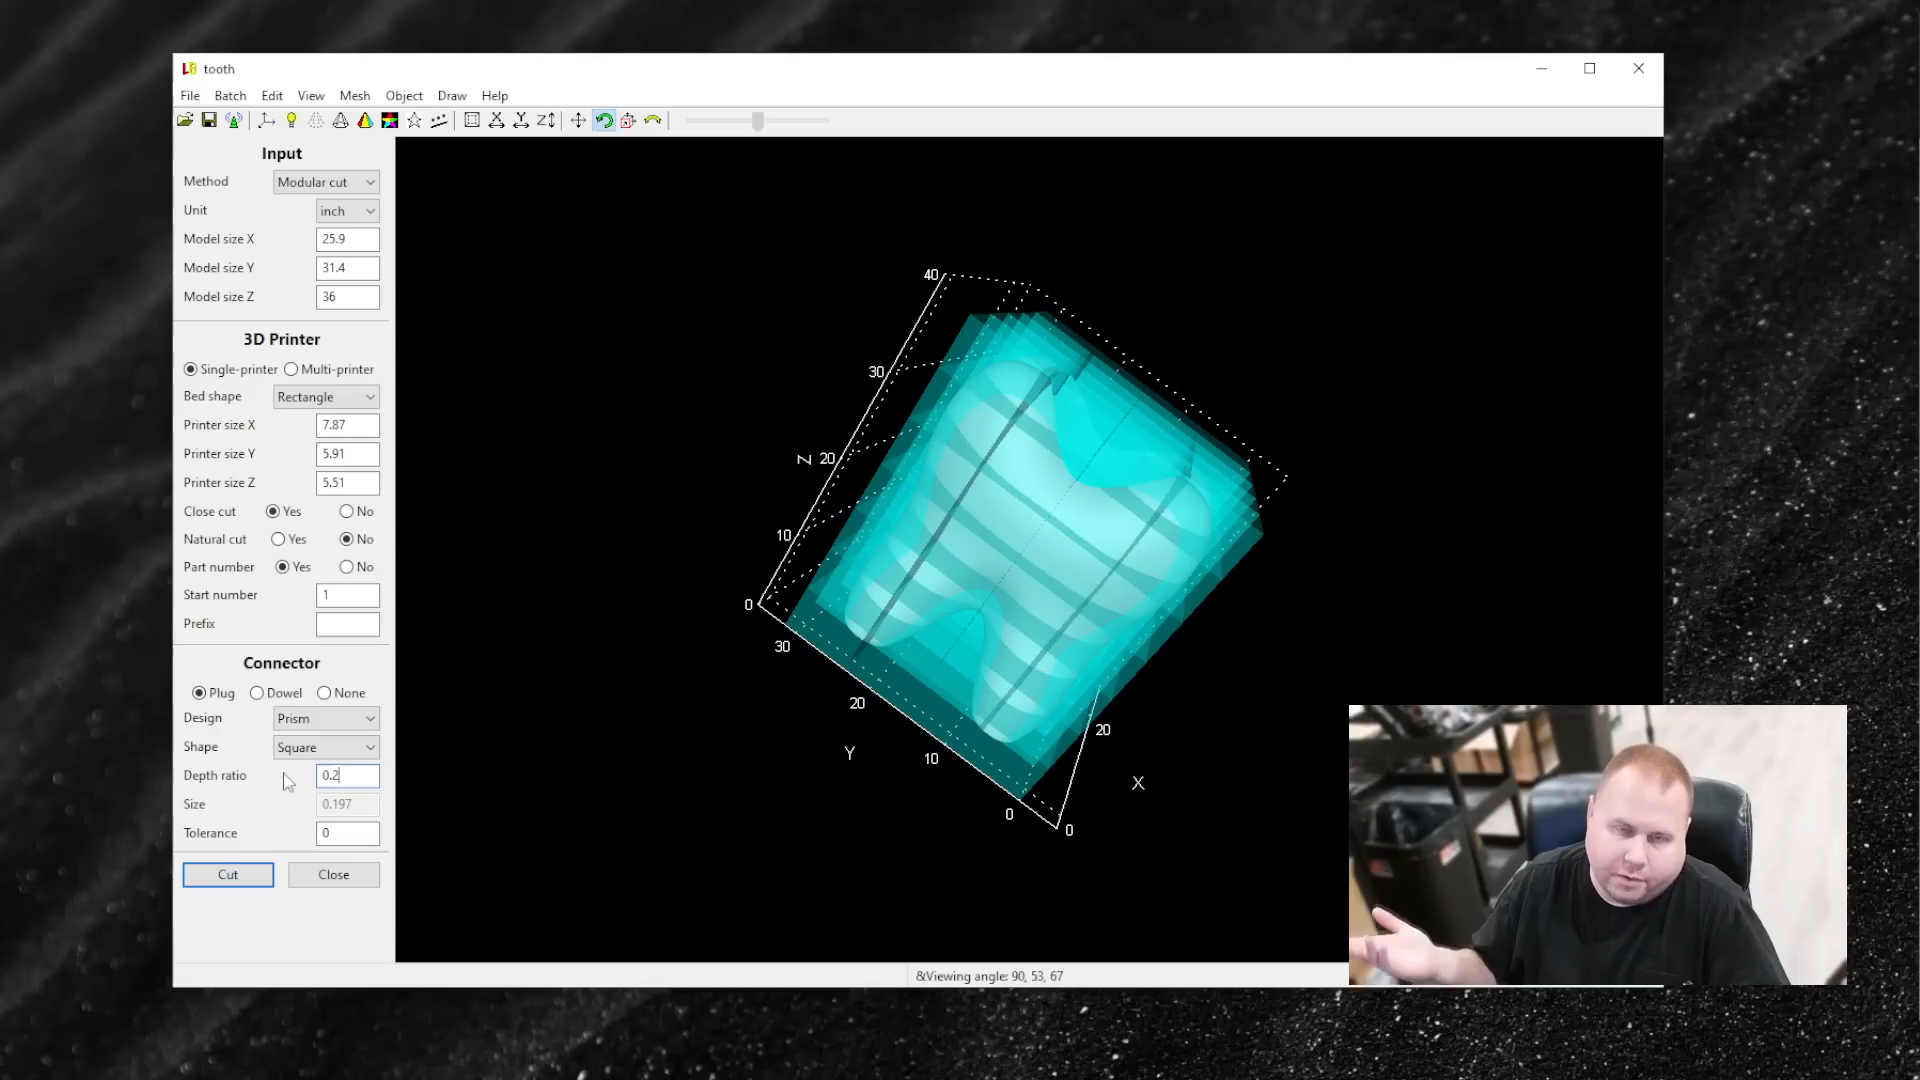 L8 tooth
File Batch Edit View Mesh Object Draw Help
Input
Method Modular cut
Unit inch
Model size X 25.9
Model size Y 31.4
Model size Z 36
3D Printer
Single-printer Multi-printer
Bed shape Rectangle
Printer size X 7.87
Printer size Y 5.91
Printer size Z 5.51
Close cut Yes No
Natural cut Yes No
Part number Yes No
Start number 1
Prefix
Connector
Plug Dowel None
Design Prism
Shape Square
Depth ratio 0.2
Size 0.197
Tolerance 0
Cut Close
40
30
Z 20
10
0
30
20
Y 10
0
20
X
0
&Viewing angle: 90, 53, 67